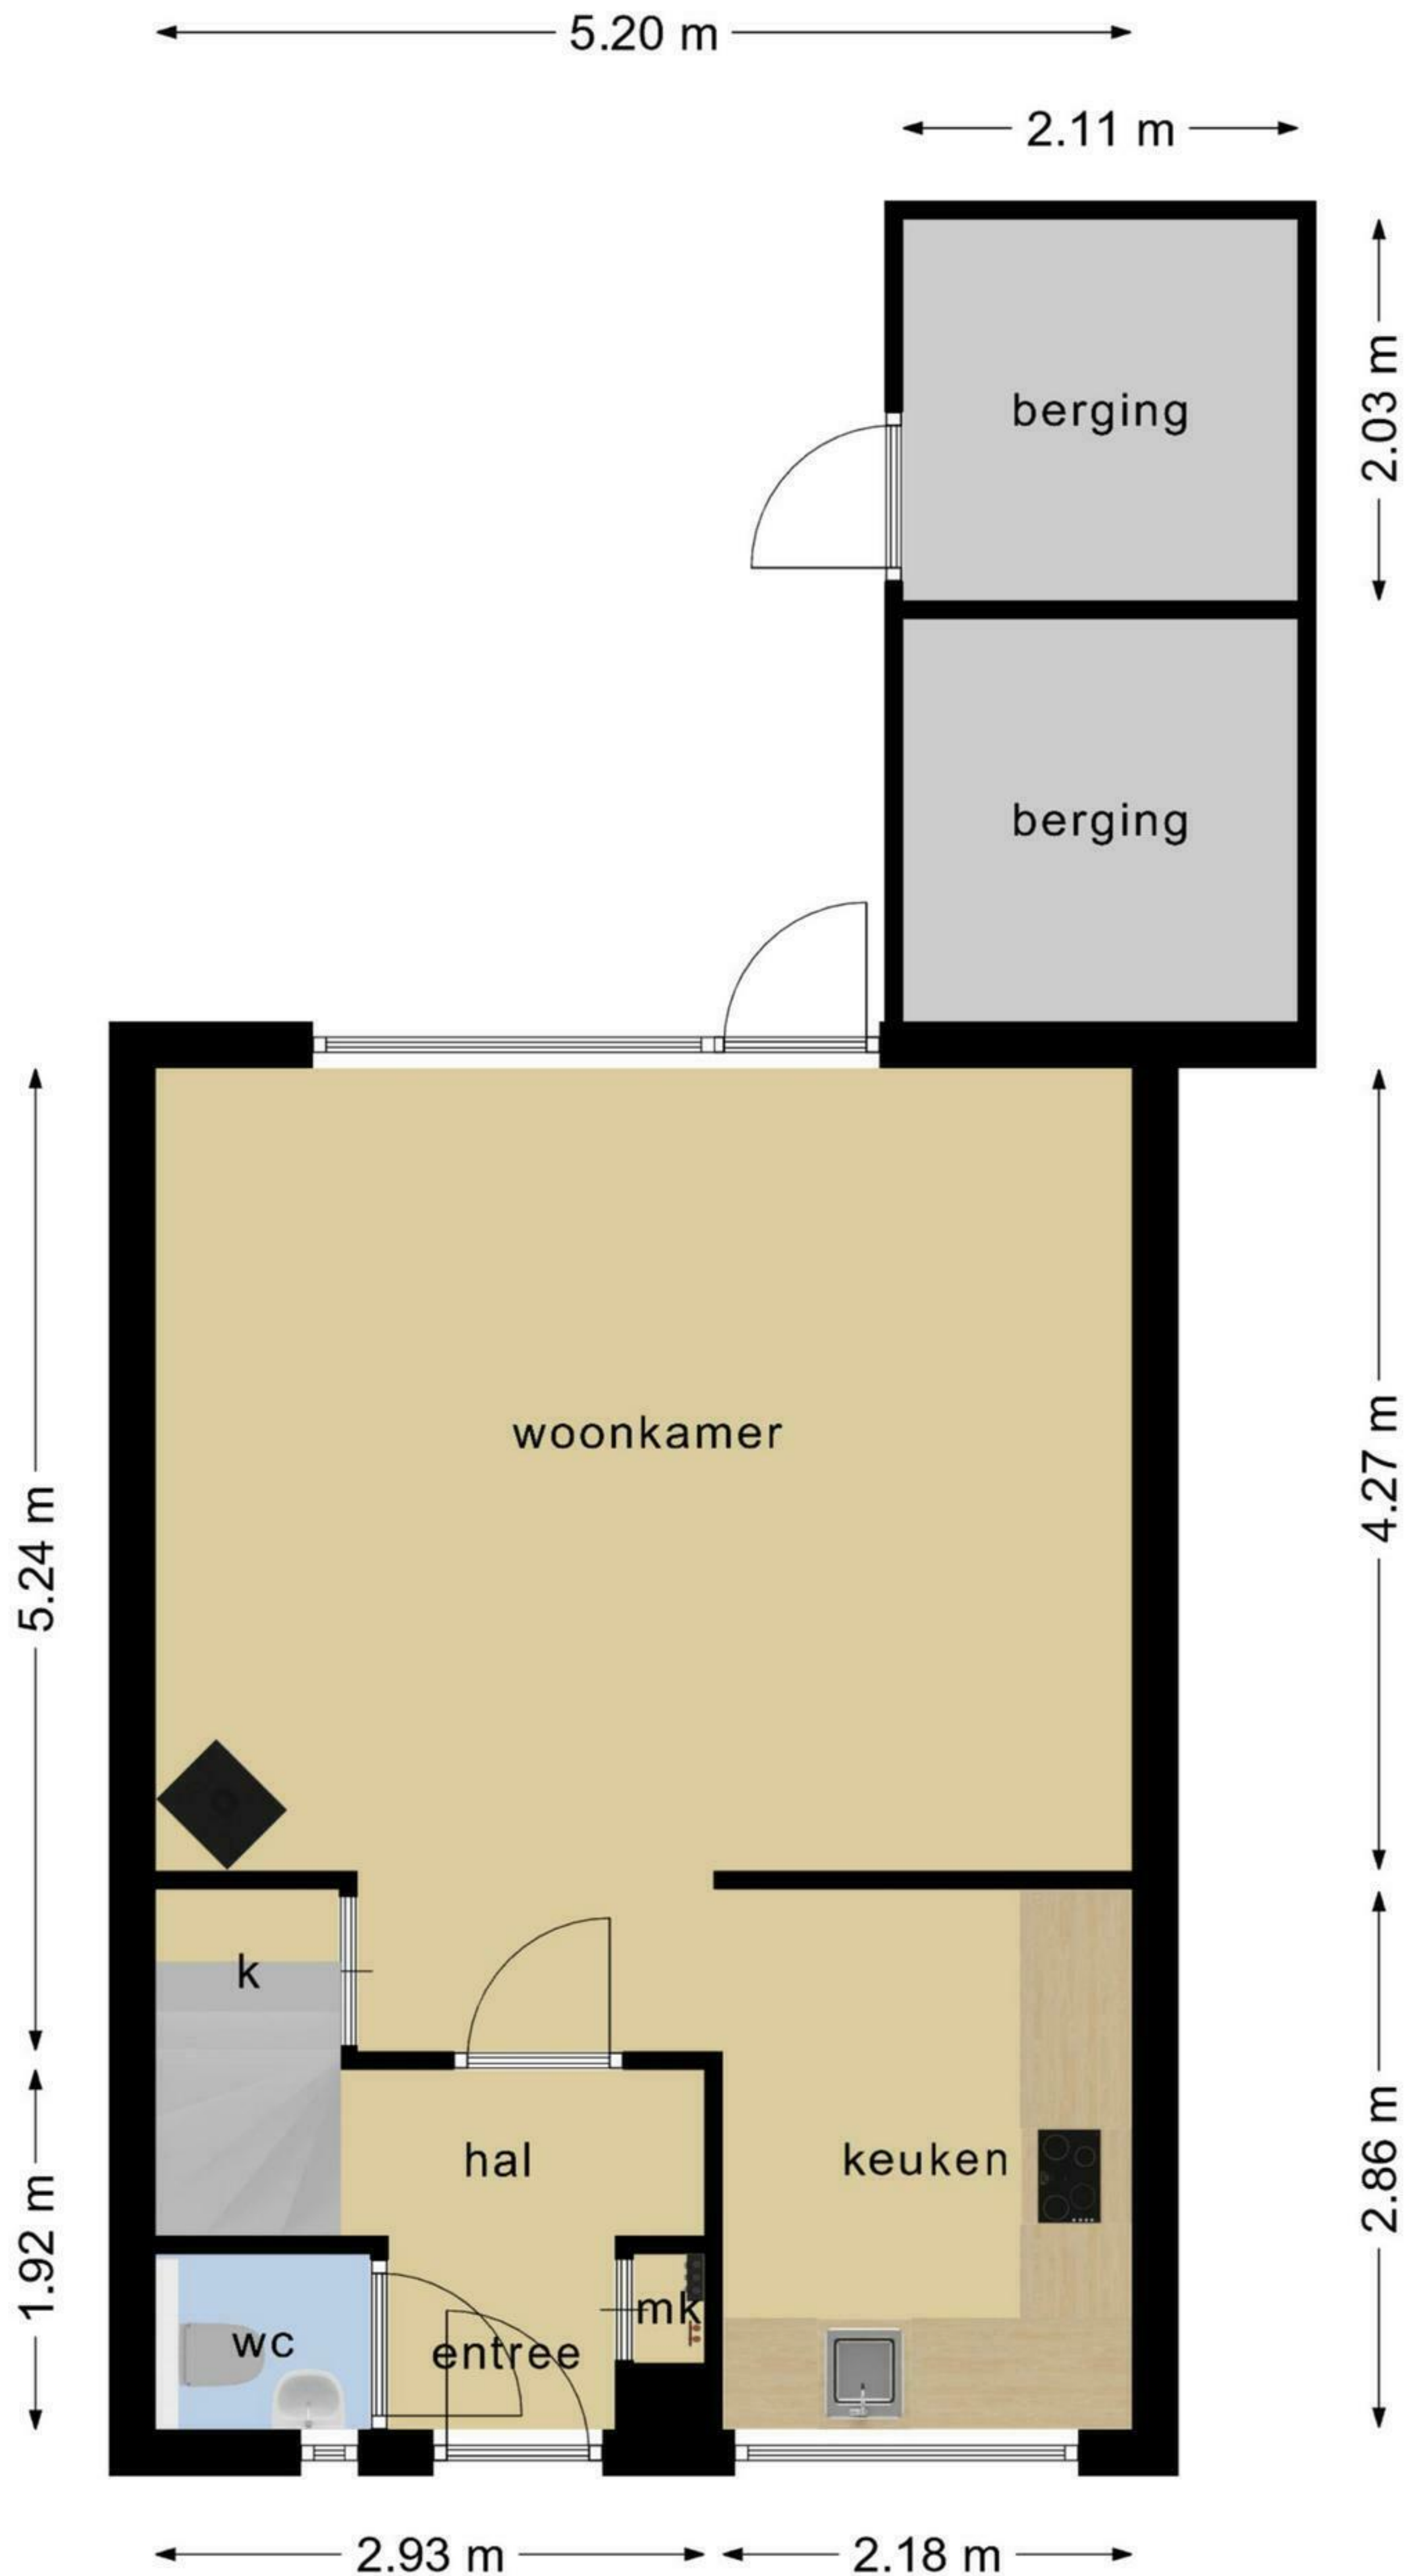 5.20 m
2.11 m
berging
2.03 m
berging
woonkamer
5.24 m
4.27 m
k
hal
keuken
1.92 m
2.86 m
mk
wc
entree
2.93 m
2.18 m